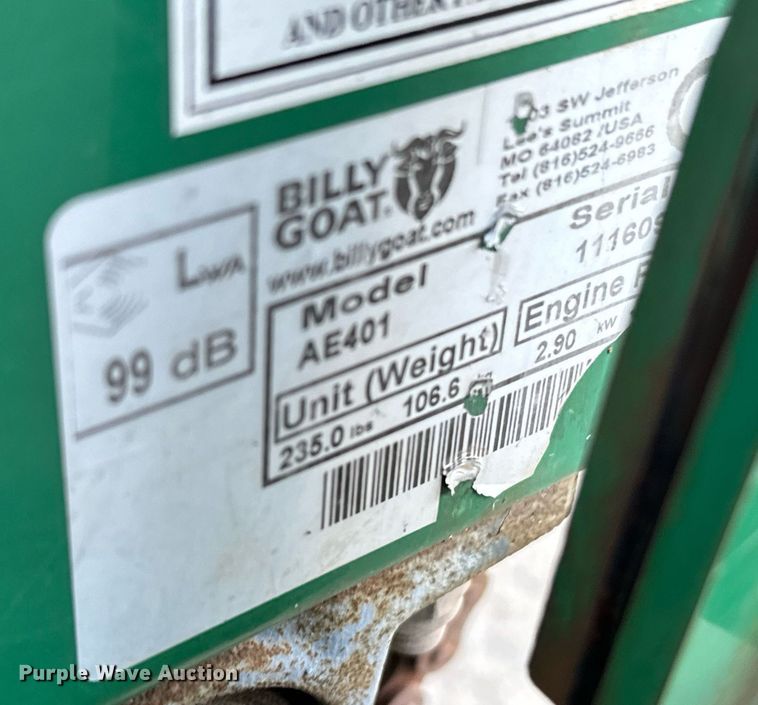 AND OTHER
BILLY
GOAT
www.billygoat.com
03 SW Jefferson
Lee's Summit
MO 64082 /USA
Tel (816)524-9666
Fax (816)524-6983
LWA
99 dB
Model
AE401
Serial
11160
Unit (Weight)
235.0 lbs 106.6
Engine
2.90 kW
Purple Wave Auction